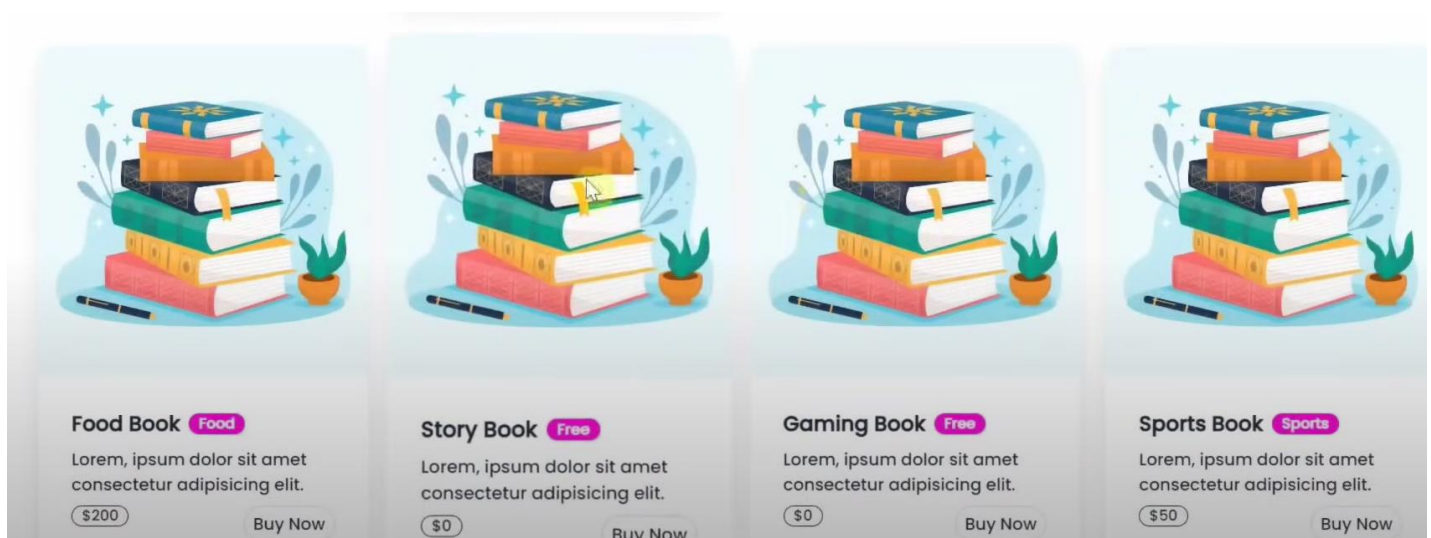 Food Book Food
Lorem, ipsum dolor sit amet
consectetur adipisicing elit.
$200
Buy Now
Story Book Free
Lorem, ipsum dolor sit amet
consectetur adipisicing elit.
$0
Buy Now
Gaming Book Free
Lorem, ipsum dolor sit amet
consectetur adipisicing elit.
$0
Buy Now
Sports Book Sports
Lorem, ipsum dolor sit amet
consectetur adipisicing elit.
$50
Buy Now